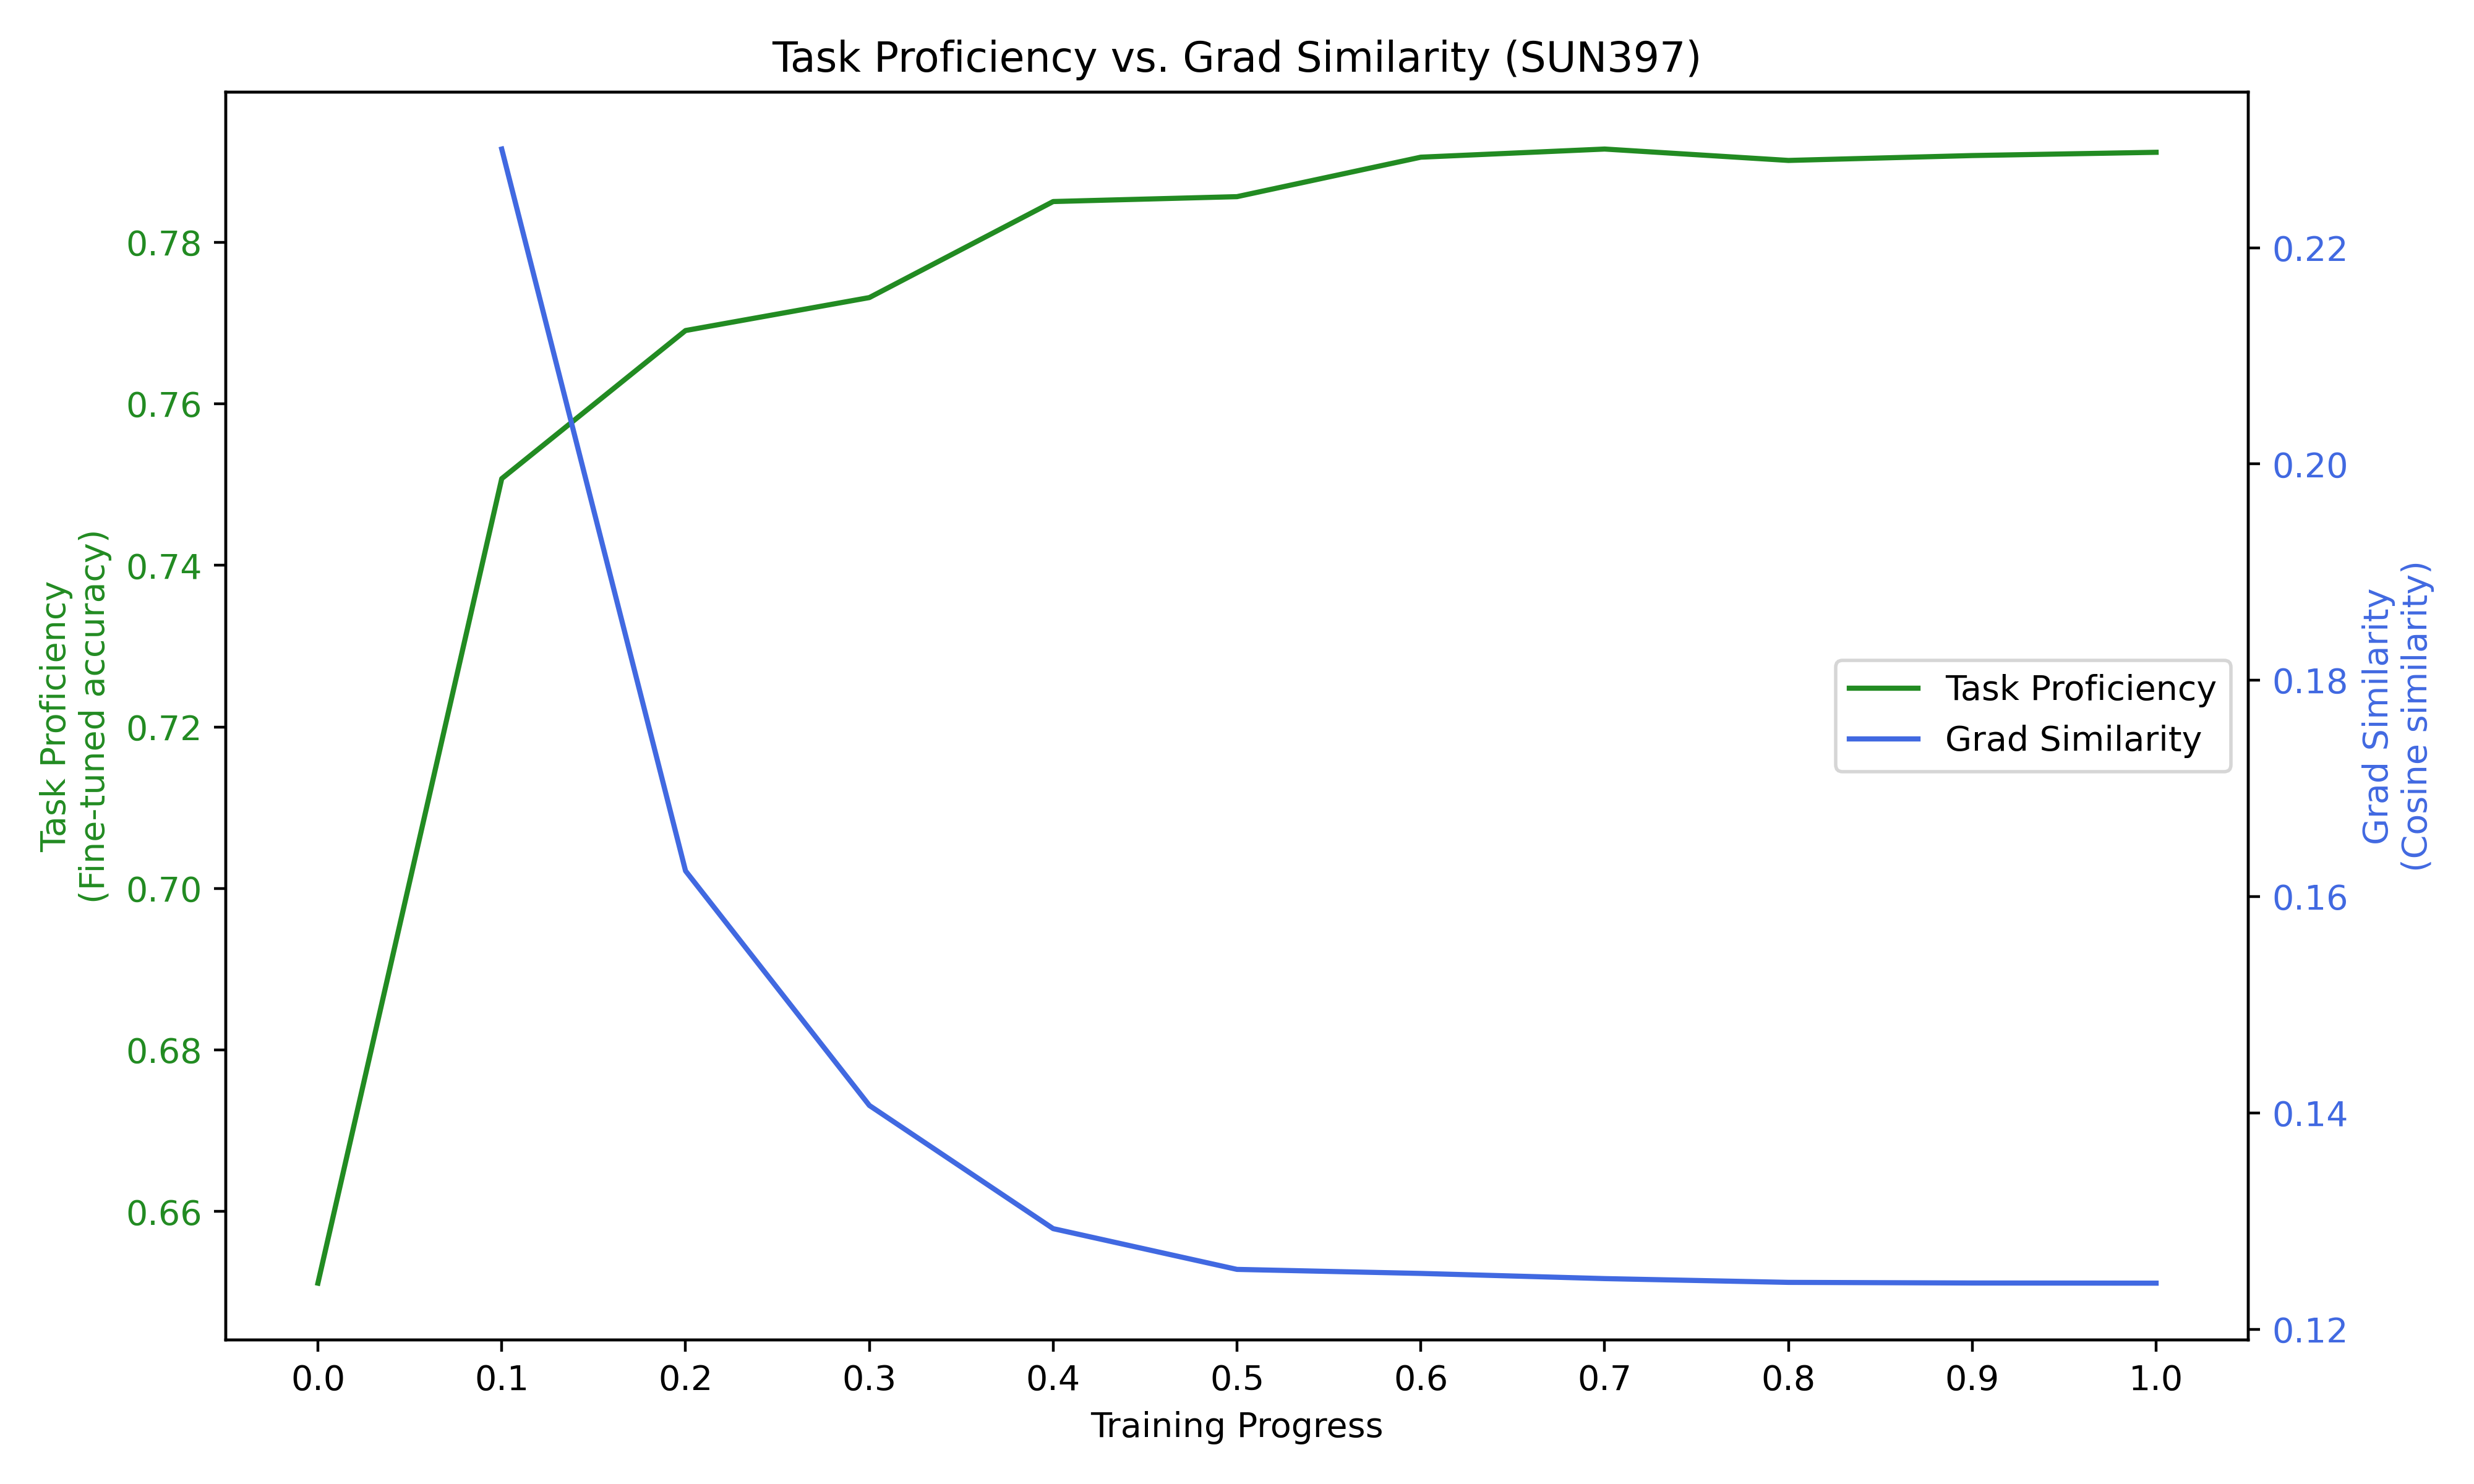 Task Proficiency vs. Grad Similarity (SUN397)
Task Proficiency
(Fine-tuned accuracy)
0.78
0.76
0.74
0.72
0.70
0.68
0.66
Task Proficiency
Grad Similarity
0.22
0.20
0.18
0.16
0.14
0.12
Grad Similarity
(Cosine similarity)
0.0 0.1 0.2 0.3 0.4 0.5 0.6 0.7 0.8 0.9 1.0
Training Progress